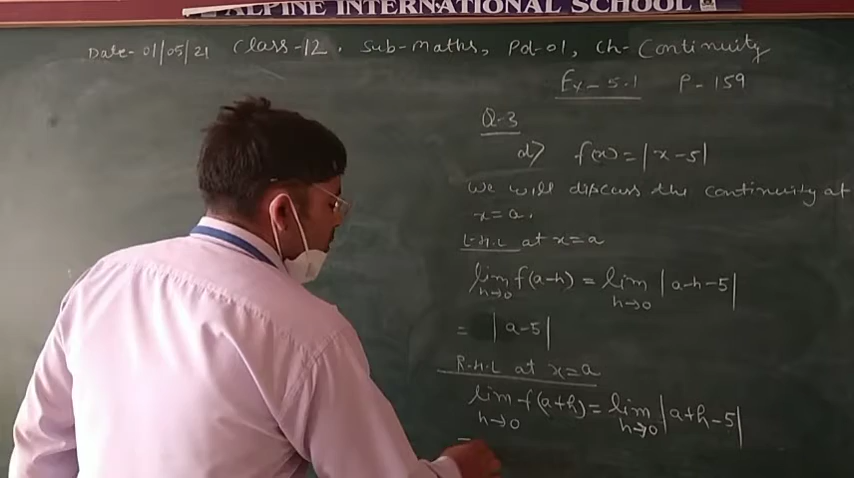 ALPINE INTERNATIONAL SCHOOL
Date- 01/05/21 Class-12, Sub-Maths, Pd-01, Ch-Continuity
Ex-5.1 P-159
Q-3
d) f(x) = |x-5|
We will discuss the continuity at
x=a.
L.H.L at x=a
lim h→0 f(a-h) = lim h→0 |a-h-5|
= |a-5|
R.H.L at x=a
lim h→0 f(a+h) = lim h→0 |a+h-5|
=